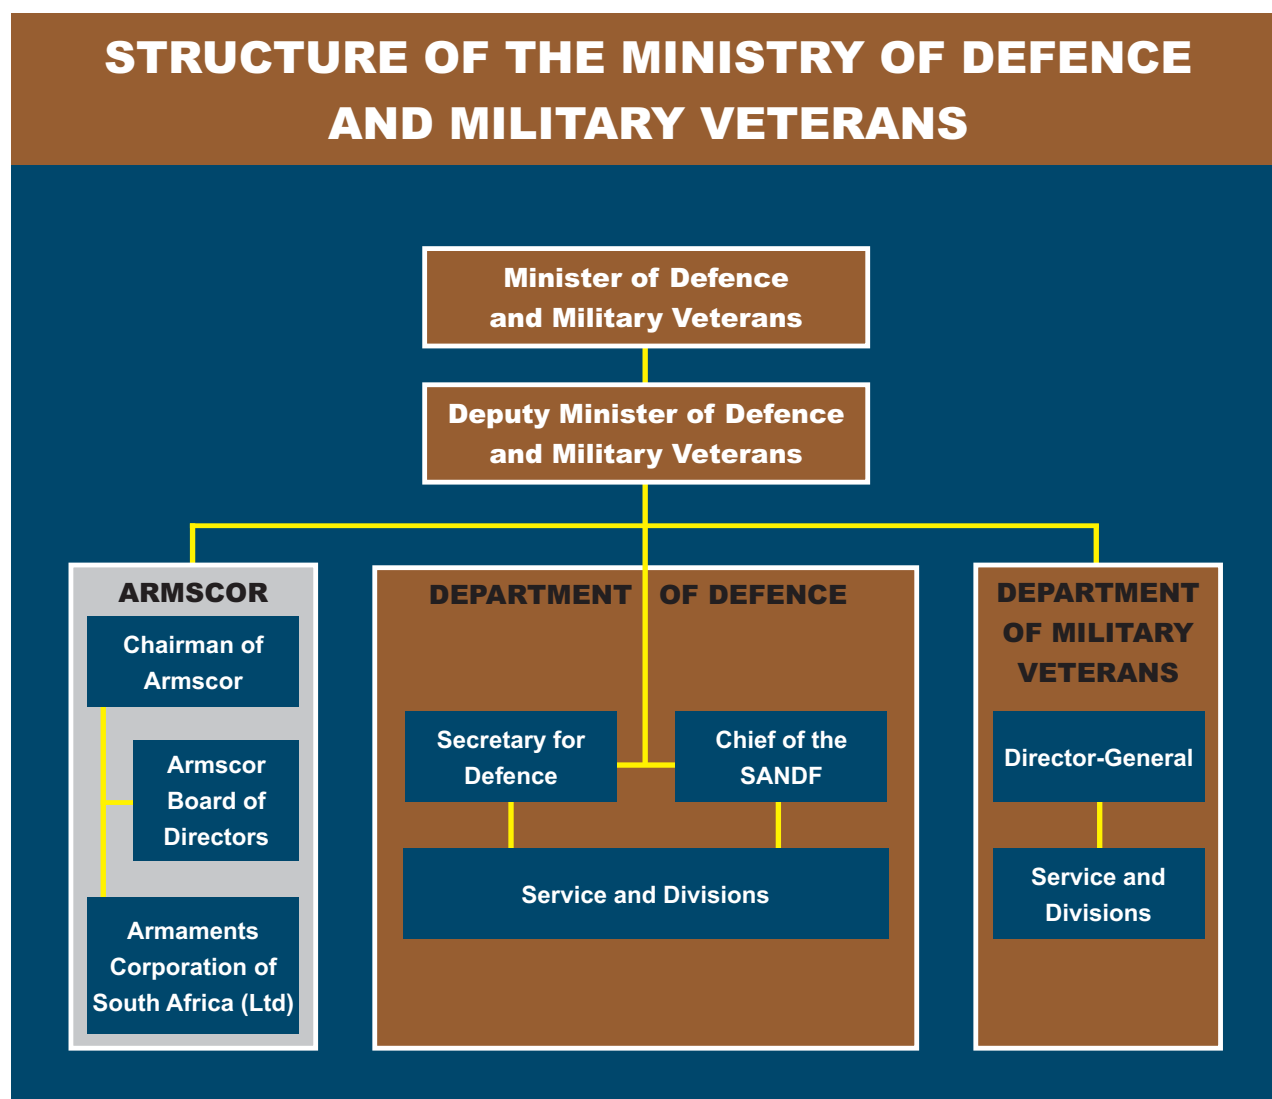 STRUCTURE OF THE MINISTRY OF DEFENCE
AND MILITARY VETERANS
Minister of Defence
and Military Veterans
Deputy Minister of Defence
and Military Veterans
ARMSCOR
Chairman of
Armscor
Armscor
Board of
Directors
Armaments
Corporation of
South Africa (Ltd)
DEPARTMENT OF DEFENCE
Secretary for
Defence
Chief of the
SANDF
Service and Divisions
DEPARTMENT
OF MILITARY
VETERANS
Director-General
Service and
Divisions